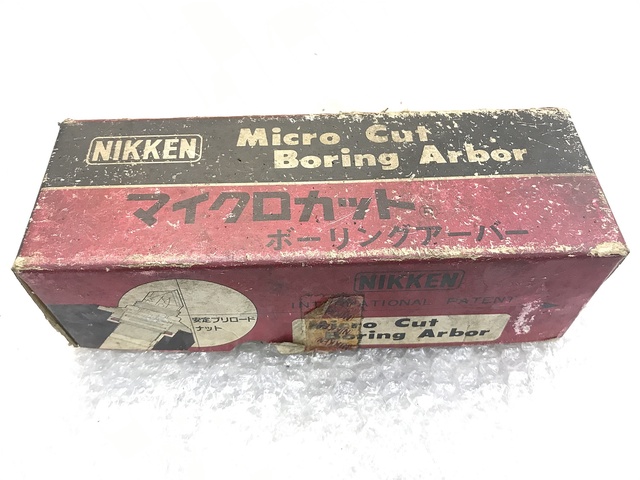 NIKKEN
Micro Cut
Boring Arbor
マイクロカット
ボーリングアーバー
NIKKEN
INTERNATIONAL PATENT
安定プリロード
ナット
Micro Cut
Boring Arbor